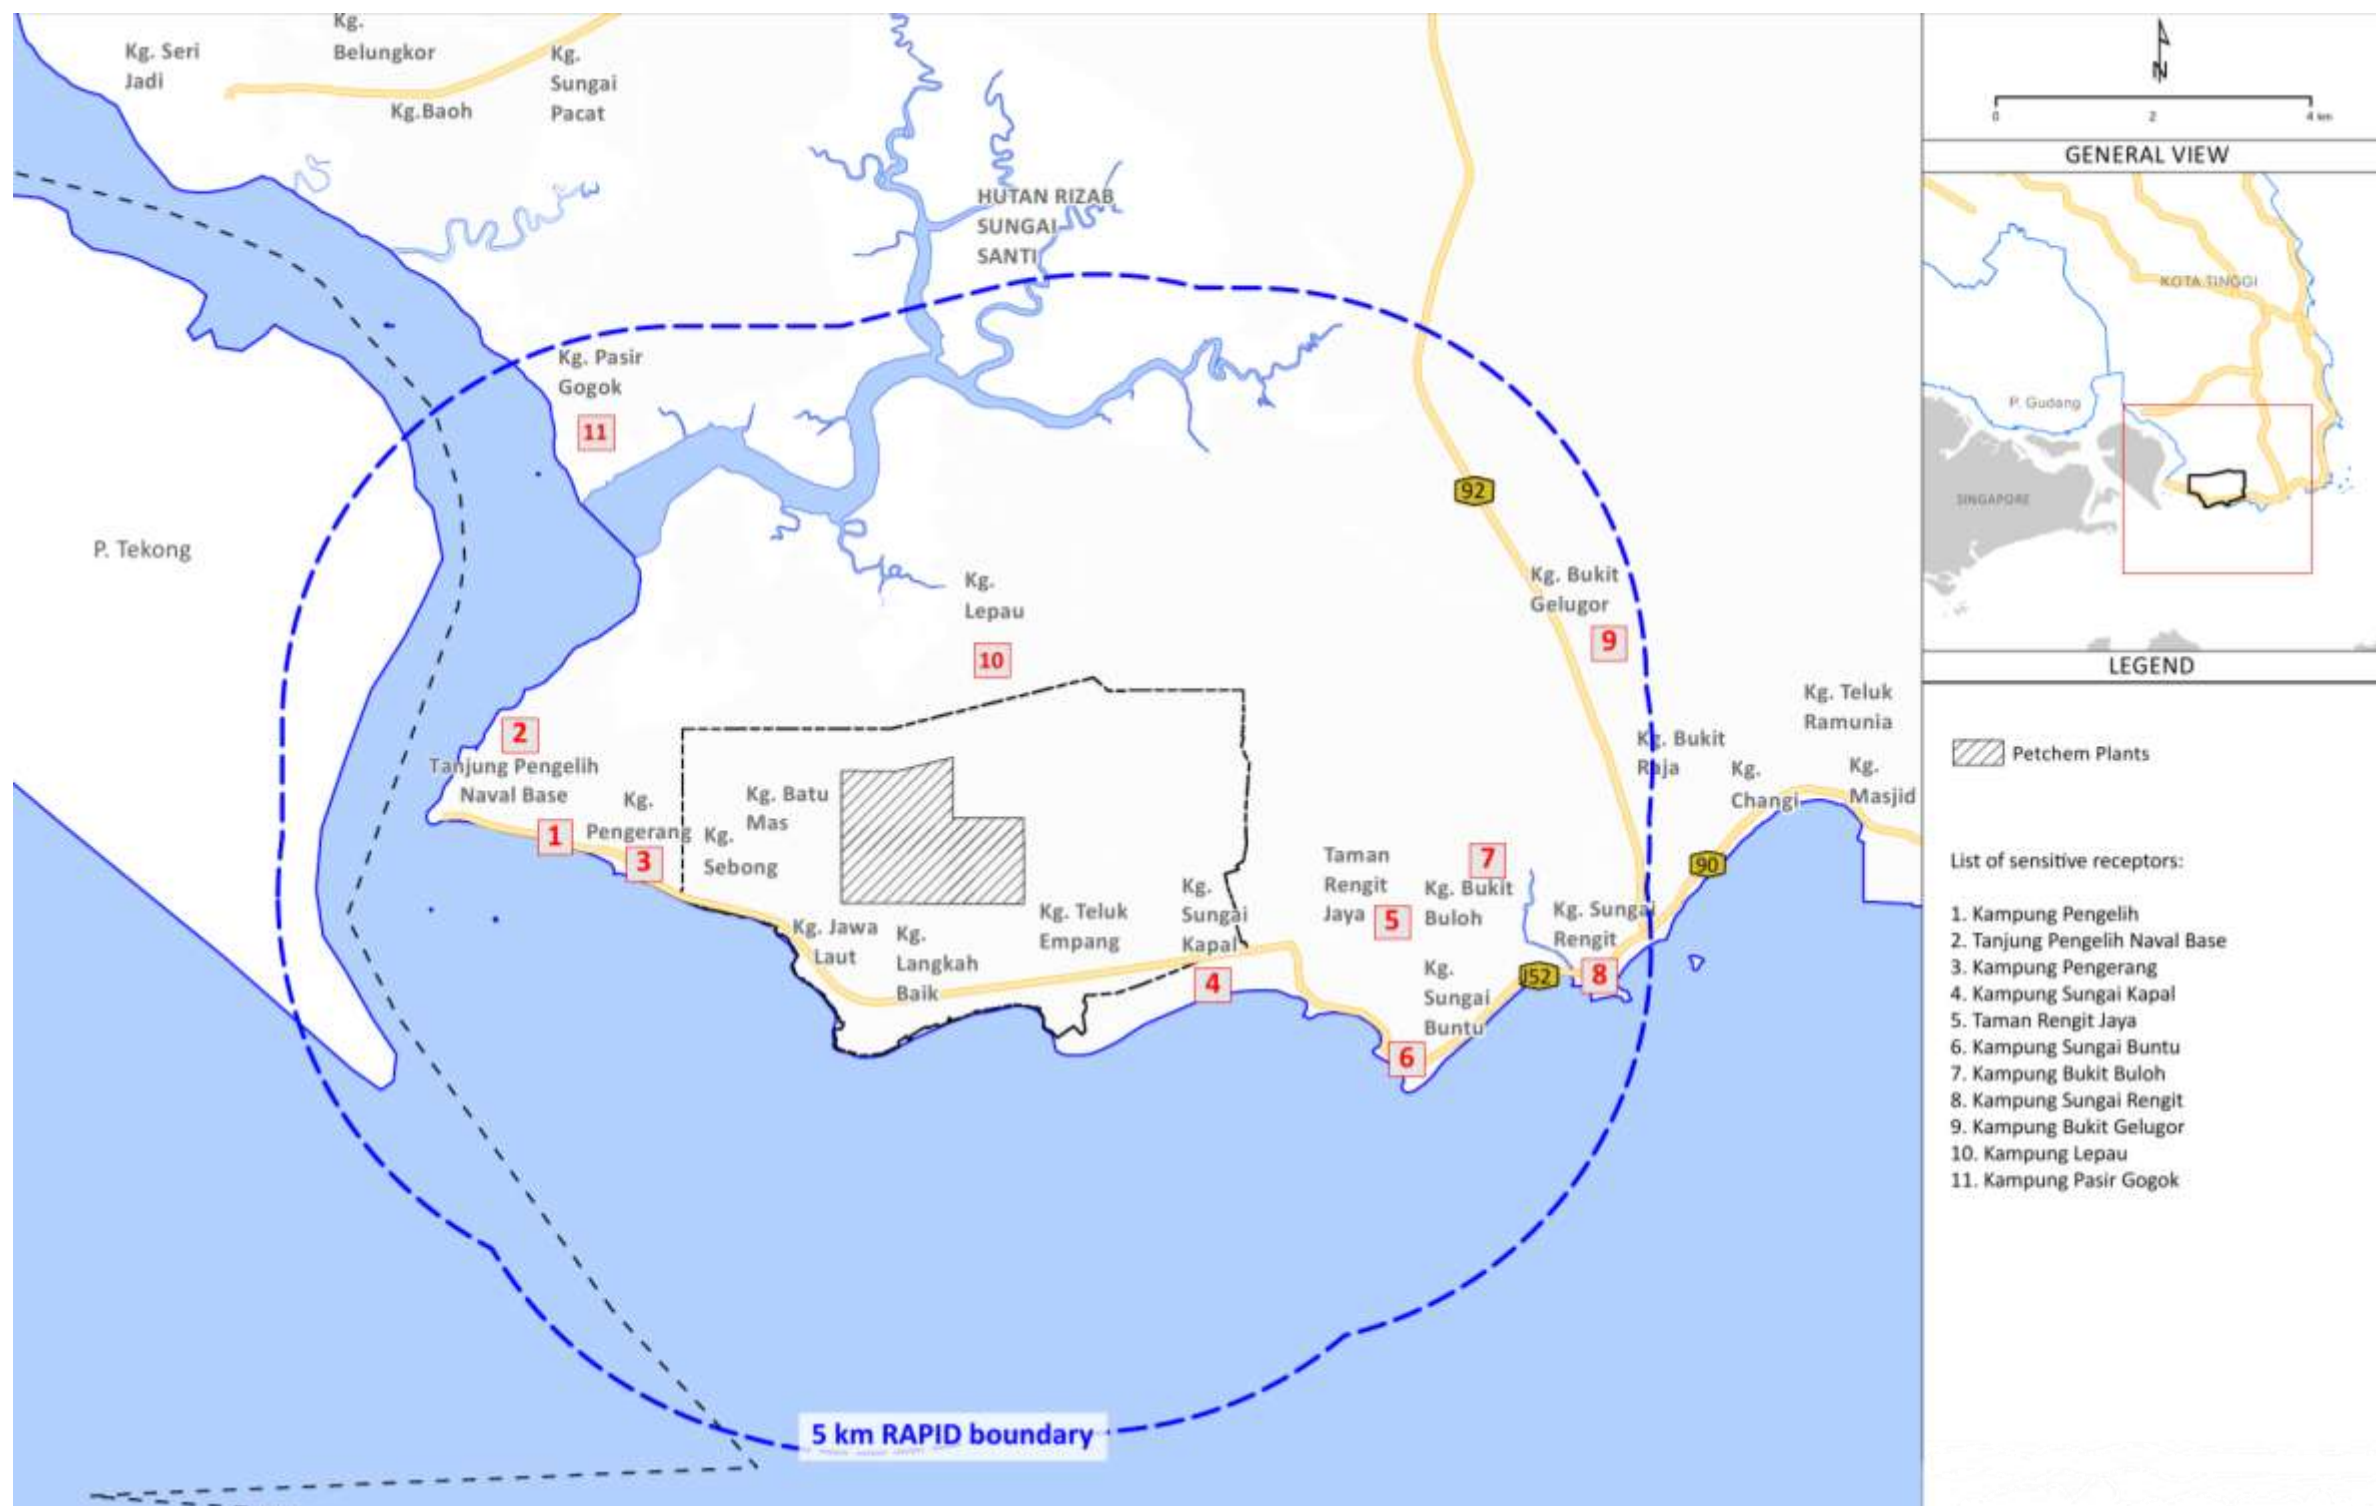 Kg. Seri
Jadi
Kg.
Belungkor
Kg.Baoh
Kg.
Sungai
Pacat
HUTAN RIZAB
SUNGAI
SANTI
Kg. Pasir
Gogok
11
P. Tekong
92
Kg.
Lepau
10
Kg. Bukit
Gelugor
9
2
Tanjung Pengelih
Naval Base
1
Kg.
Pengerang
3
Kg.
Sebong
Kg. Batu
Mas
Kg. Jawa
Laut
Kg.
Langkah
Baik
Kg. Teluk
Empang
Kg.
Sungai
Kapal
4
Taman
Rengit
Jaya
5
7
Kg. Bukit
Buloh
Kg.
Sungai
Buntu
6
Kg. Sungai
Rengit
J52
8
Kg. Bukit
Raja
90
Kg.
Changi
Kg. Teluk
Ramunia
Kg.
Masjid
5 km RAPID boundary
N
0 2 4 km
GENERAL VIEW
KOTA TINGGI
P. Gudang
SINGAPORE
LEGEND
Petchem Plants
List of sensitive receptors:
1. Kampung Pengelih
2. Tanjung Pengelih Naval Base
3. Kampung Pengerang
4. Kampung Sungai Kapal
5. Taman Rengit Jaya
6. Kampung Sungai Buntu
7. Kampung Bukit Buloh
8. Kampung Sungai Rengit
9. Kampung Bukit Gelugor
10. Kampung Lepau
11. Kampung Pasir Gogok